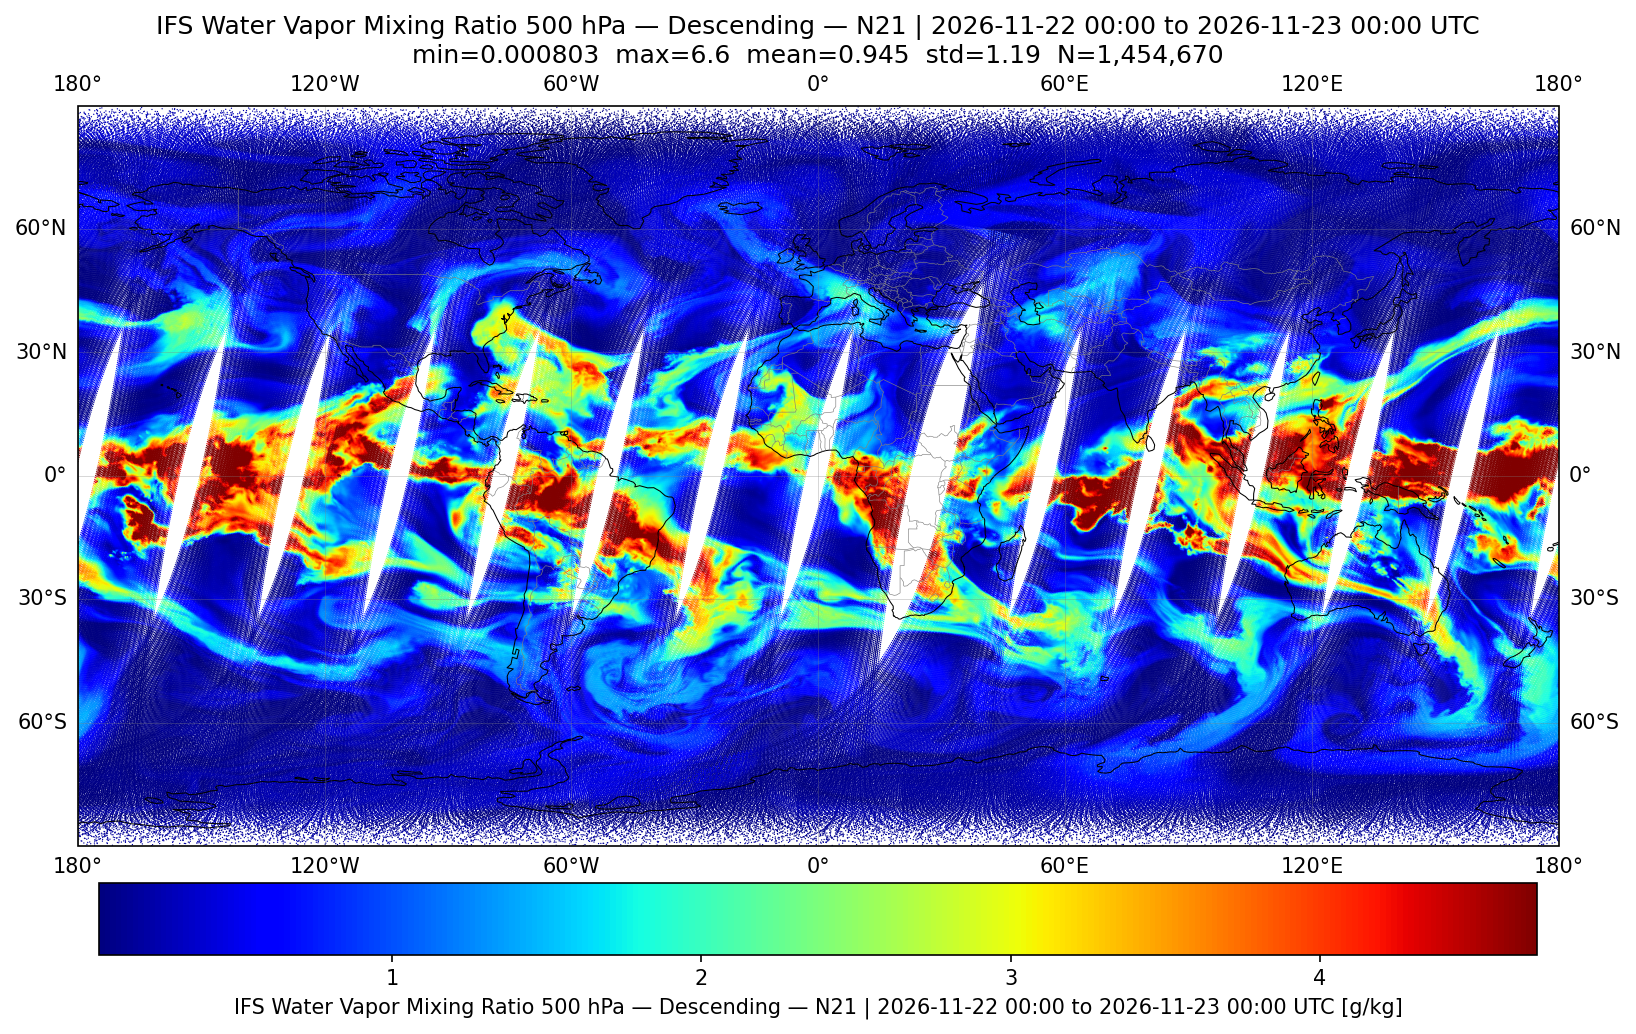 IFS Water Vapor Mixing Ratio 500 hPa — Descending — N21 | 2026-11-22 00:00 to 2026-11-23 00:00 UTC
min=0.000803  max=6.6  mean=0.945  std=1.19  N=1,454,670
180° 120°W 60°W 0° 60°E 120°E 180°
60°N 60°N
30°N 30°N
0° 0°
30°S 30°S
60°S 60°S
180° 120°W 60°W 0° 60°E 120°E 180°
1 2 3 4
IFS Water Vapor Mixing Ratio 500 hPa — Descending — N21 | 2026-11-22 00:00 to 2026-11-23 00:00 UTC [g/kg]